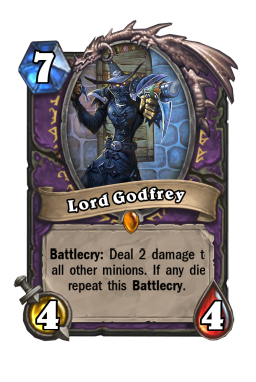 7
Lord Godfrey
Battlecry: Deal 2 damage t
all other minions. If any die
repeat this Battlecry.
4 4